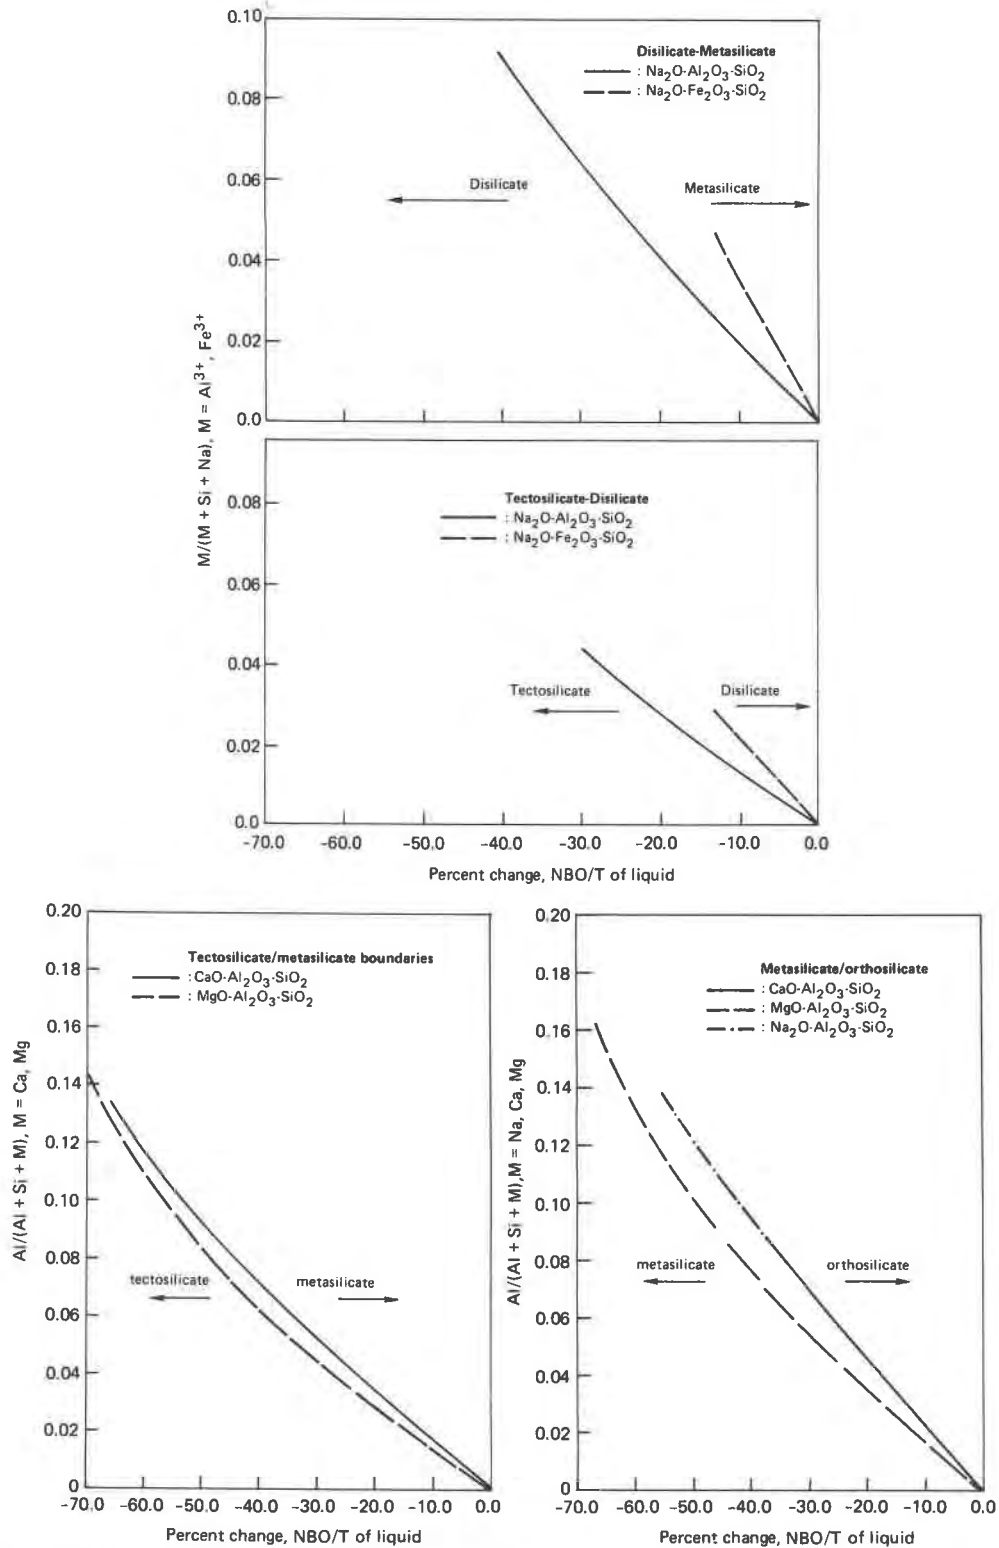 0.10
0.08
0.06
0.04
0.02
0.0
Disilicate-Metasilicate
: Na₂O-Al₂O₃-SiO₂
: Na₂O-Fe₂O₃-SiO₂
Disilicate
Metasilicate
M/(M + Si + Na), M = Al³⁺, Fe³⁺
0.08
0.06
0.04
0.02
0.0
Tectosilicate-Disilicate
: Na₂O-Al₂O₃-SiO₂
: Na₂O-Fe₂O₃-SiO₂
Tectosilicate
Disilicate
-70.0 -60.0 -50.0 -40.0 -30.0 -20.0 -10.0 0.0
Percent change, NBO/T of liquid
0.20
0.18
0.16
0.14
0.12
0.10
0.08
0.06
0.04
0.02
0
Al/(Al + Si + M), M = Ca, Mg
Tectosilicate/metasilicate boundaries
: CaO-Al₂O₃-SiO₂
: MgO-Al₂O₃-SiO₂
tectosilicate
metasilicate
-70.0 -60.0 -50.0 -40.0 -30.0 -20.0 -10.0 0.0
Percent change, NBO/T of liquid
0.20
0.18
0.16
0.14
0.12
0.10
0.08
0.06
0.04
0.02
0
Al/(Al + Si + M),M = Na, Ca, Mg
Metasilicate/orthosilicate
: CaO-Al₂O₃-SiO₂
: MgO-Al₂O₃-SiO₂
: Na₂O-Al₂O₃-SiO₂
metasilicate
orthosilicate
-70.0 -60.0 -50.0 -40.0 -30.0 -20.0 -10.0 0.0
Percent change, NBO/T of liquid